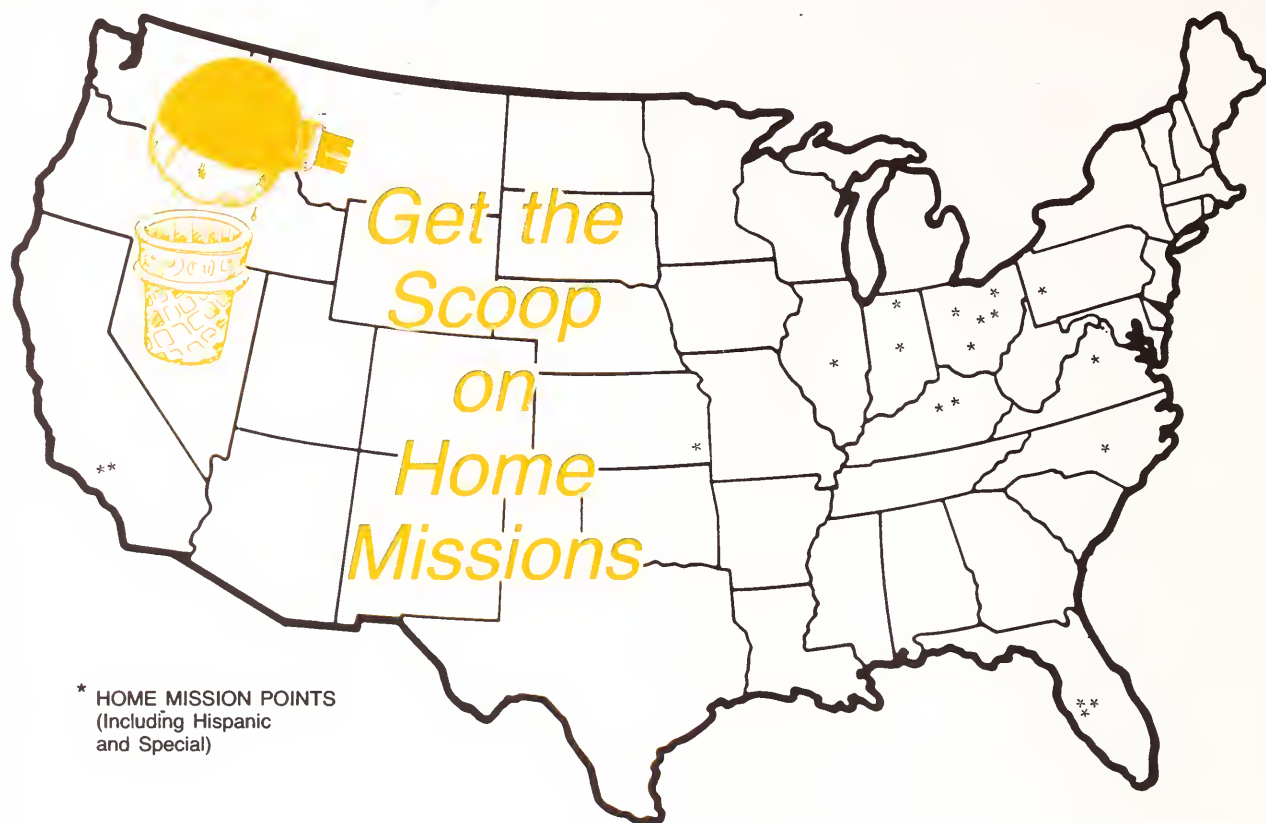 Get the
Scoop
on
Home
Missions
* HOME MISSION POINTS
(Including Hispanic
and Special)